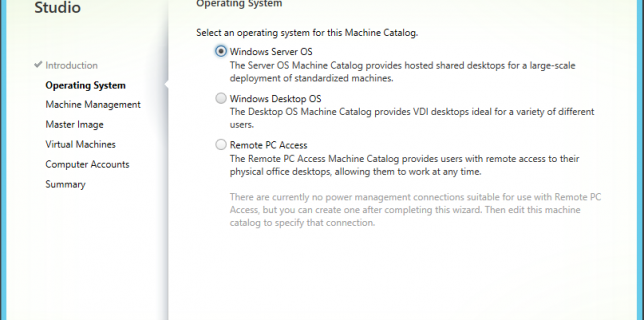 Studio
Operating System
Select an operating system for this Machine Catalog.
Introduction
Operating System
Machine Management
Master Image
Virtual Machines
Computer Accounts
Summary
Windows Server OS
The Server OS Machine Catalog provides hosted shared desktops for a large-scale
deployment of standardized machines.
Windows Desktop OS
The Desktop OS Machine Catalog provides VDI desktops ideal for a variety of different
users.
Remote PC Access
The Remote PC Access Machine Catalog provides users with remote access to their
physical office desktops, allowing them to work at any time.
There are currently no power management connections suitable for use with Remote PC
Access, but you can create one after completing this wizard. Then edit this machine
catalog to specify that connection.